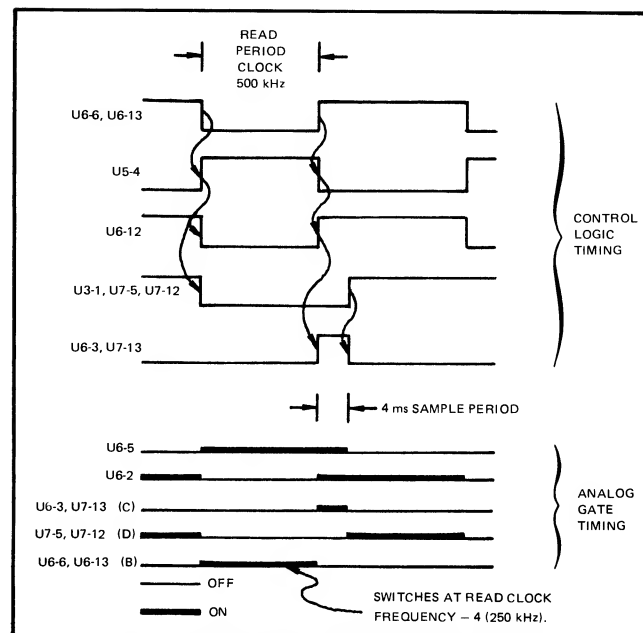 READ
PERIOD
CLOCK
500 kHz
U6-6, U6-13
U5-4
U6-12
U3-1, U7-5, U7-12
U6-3, U7-13
CONTROL
LOGIC
TIMING
4 ms SAMPLE PERIOD
U6-5
U6-2
U6-3, U7-13 (C)
U7-5, U7-12 (D)
U6-6, U6-13 (B)
ANALOG
GATE
TIMING
OFF
ON
SWITCHES AT READ CLOCK
FREQUENCY – 4 (250 kHz).